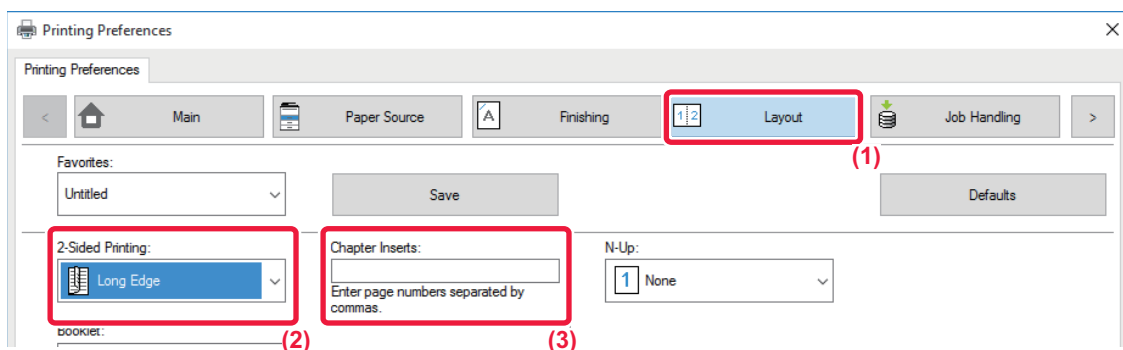 Printing Preferences
Printing Preferences
< Main Paper Source A Finishing 1 2 Layout Job Handling >
(1)
Favorites:
Untitled Save Defaults
2-Sided Printing: Chapter Inserts: N-Up:
Long Edge 1 None
Enter page numbers separated by
commas.
Booklet:
(2) (3)